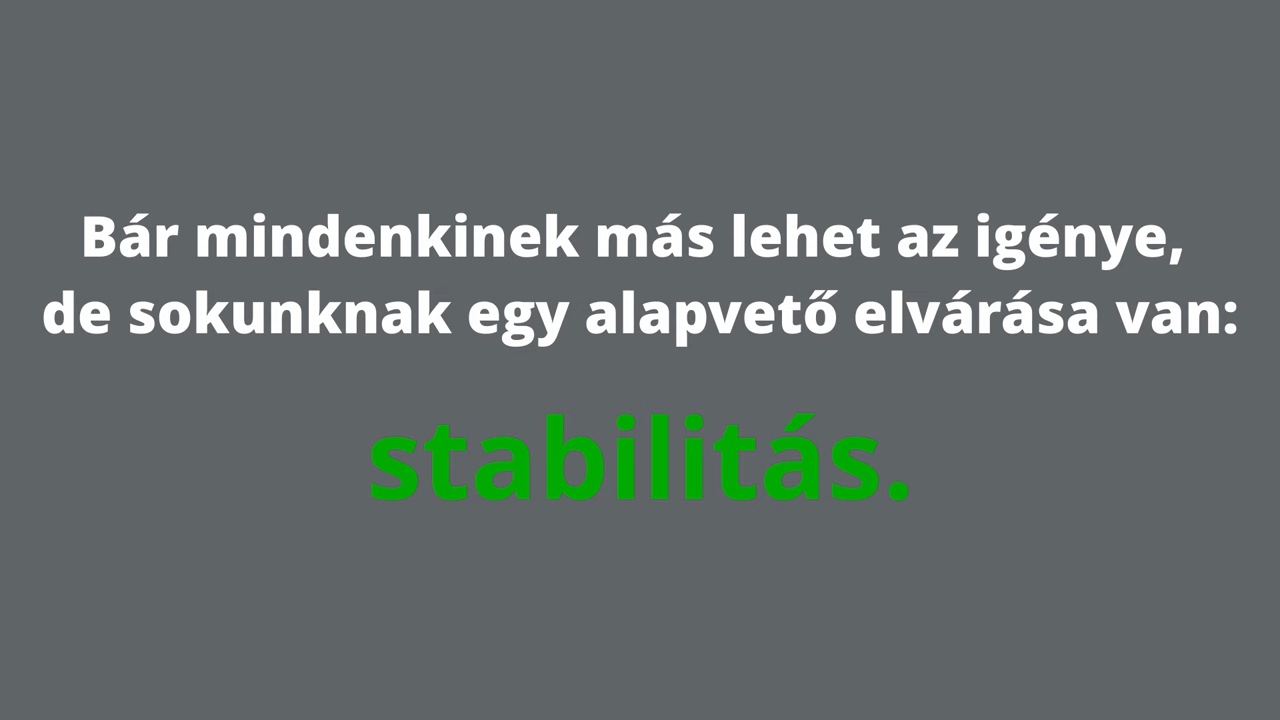 Bár mindenkinek más lehet az igénye,
de sokunknak egy alapvető elvárása van:
stabilitás.